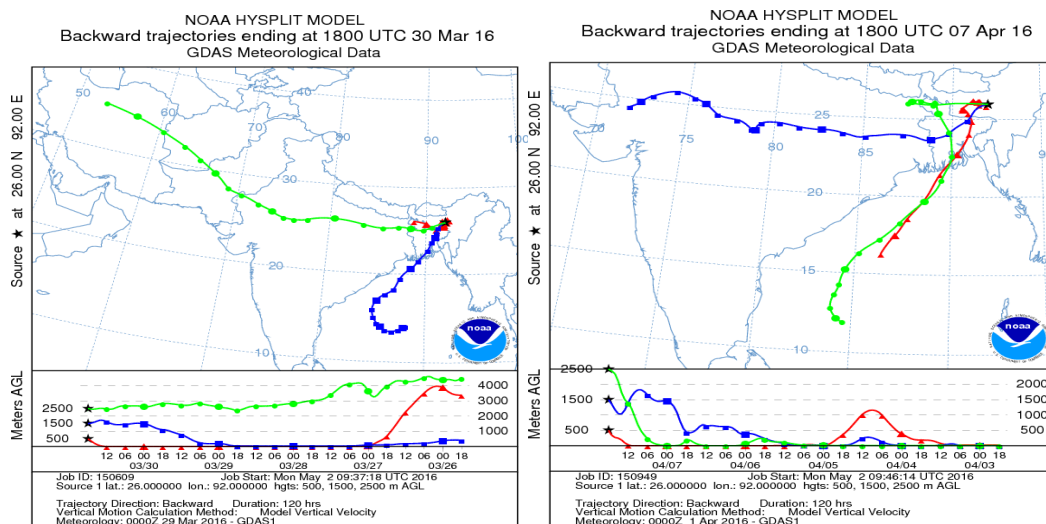 NOAA HYSPLIT MODEL
Backward trajectories ending at 1800 UTC 30 Mar 16
GDAS Meteorological Data
Source ★ at 26.00 N 92.00 E
50
60
70
40
30
20
10
90
100
noaa
Meters AGL
2500
1500
500
4000
3000
2000
1000
12 06 00 18 12 06 00 18 12 06 00 18 12 06 00 18 12 06 00 18
03/30 03/29 03/28 03/27 03/26
Job ID: 150609 Job Start: Mon May 2 09:37:18 UTC 2016
Source 1 lat.: 26.000000 lon.: 92.000000 hgts: 500, 1500, 2500 m AGL
Trajectory Direction: Backward Duration: 120 hrs
Vertical Motion Calculation Method: Model Vertical Velocity
Meteorology: 0000Z 29 Mar 2016 - GDAS1
NOAA HYSPLIT MODEL
Backward trajectories ending at 1800 UTC 07 Apr 16
GDAS Meteorological Data
Source ★ at 26.00 N 92.00 E
70
75
80
85
25
20
15
10
95
noaa
Meters AGL
2500
1500
500
2000
1500
1000
500
12 06 00 18 12 06 00 18 12 06 00 18 12 06 00 18 12 06 00 18
04/07 04/06 04/05 04/04 04/03
Job ID: 150949 Job Start: Mon May 2 09:46:14 UTC 2016
Source 1 lat.: 26.000000 lon.: 92.000000 hgts: 500, 1500, 2500 m AGL
Trajectory Direction: Backward Duration: 120 hrs
Vertical Motion Calculation Method: Model Vertical Velocity
Meteorology: 0000Z 1 Apr 2016 - GDAS1